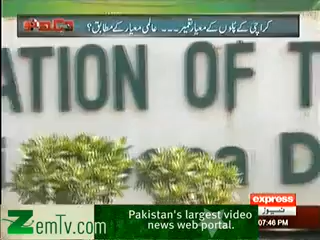 کراچی کے پلوں کے معیار تعمیر ۔۔۔ عالمی معیار کے مطابق؟
ATION OF T
a D
ZemTv.com
Pakistan's largest video
news web portal.
express
نیوز
07:46 PM